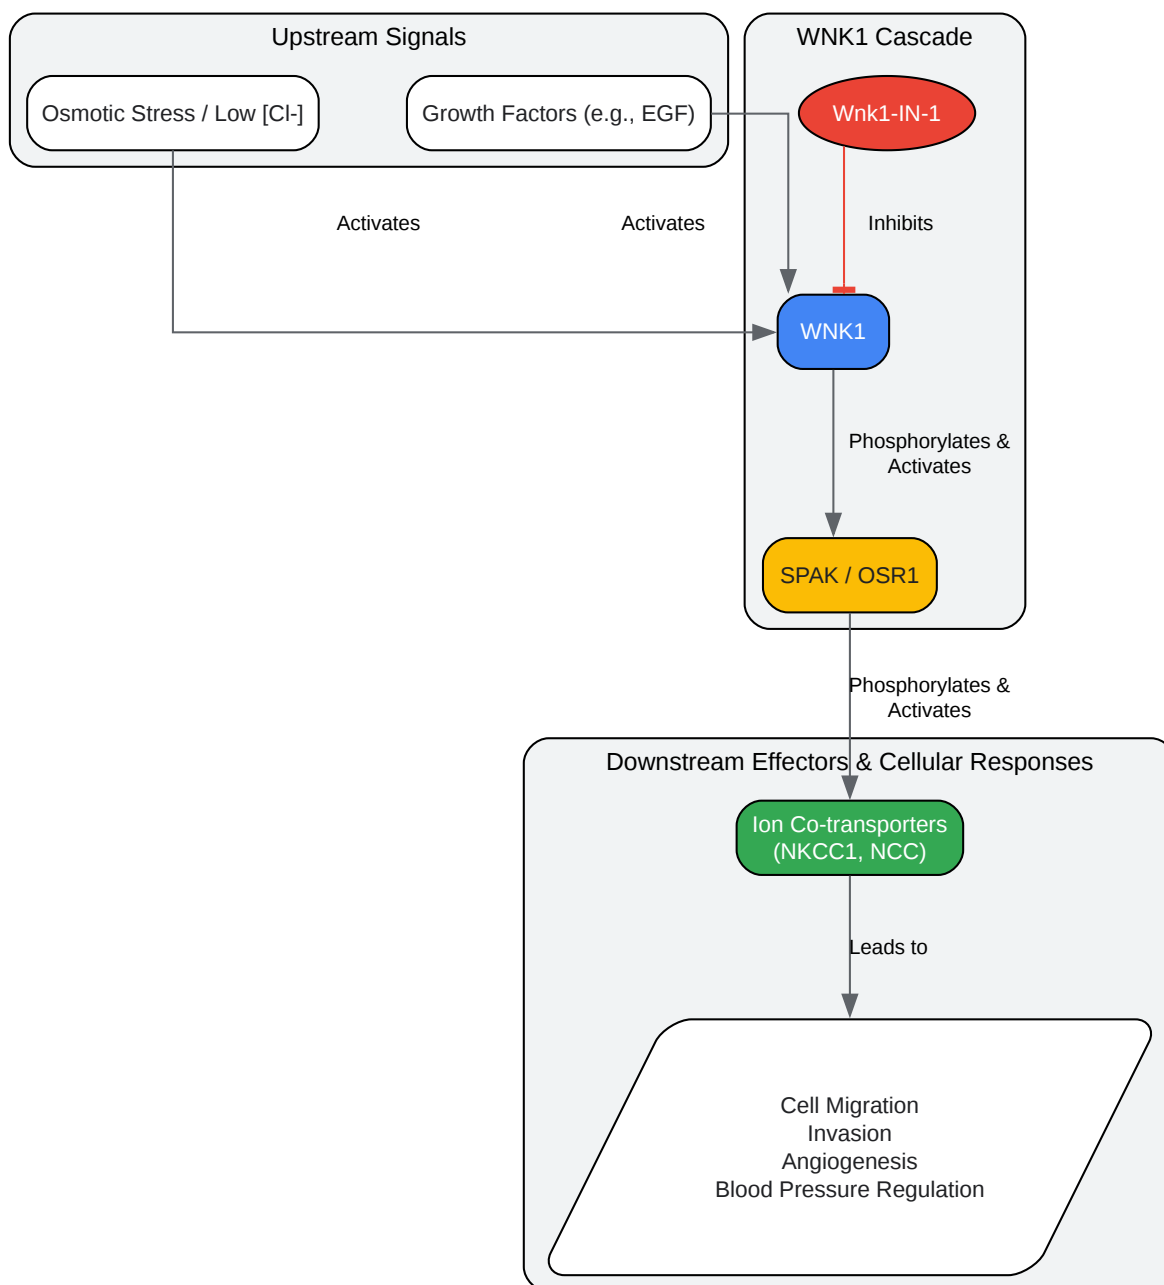 Upstream Signals
WNK1 Cascade
Osmotic Stress / Low [Cl-]
Growth Factors (e.g., EGF)
Wnk1-IN-1
Activates
Activates
Inhibits
WNK1
Phosphorylates &
Activates
SPAK / OSR1
Phosphorylates &
Activates
Downstream Effectors & Cellular Responses
Ion Co-transporters
(NKCC1, NCC)
Leads to
Cell Migration
Invasion
Angiogenesis
Blood Pressure Regulation